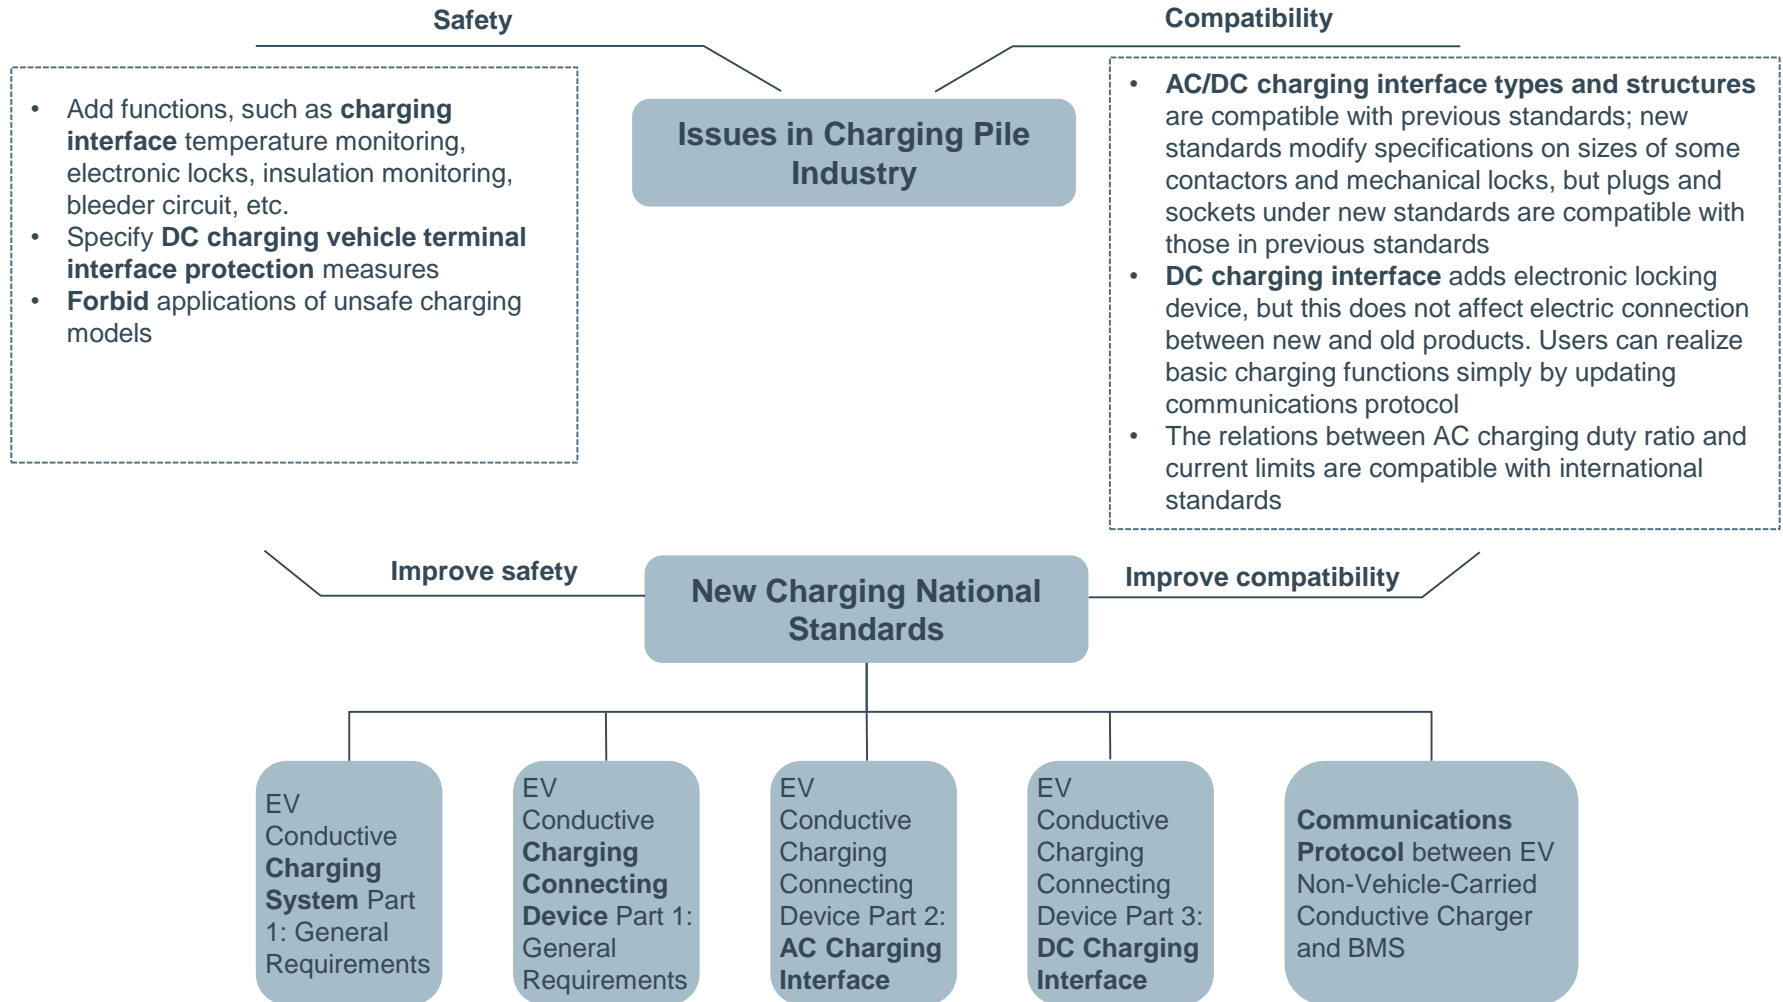 Safety
Compatibility
Issues in Charging Pile
Industry
• Add functions, such as charging
interface temperature monitoring,
electronic locks, insulation monitoring,
bleeder circuit, etc.
• Specify DC charging vehicle terminal
interface protection measures
• Forbid applications of unsafe charging
models
• AC/DC charging interface types and structures
are compatible with previous standards; new
standards modify specifications on sizes of some
contactors and mechanical locks, but plugs and
sockets under new standards are compatible with
those in previous standards
• DC charging interface adds electronic locking
device, but this does not affect electric connection
between new and old products. Users can realize
basic charging functions simply by updating
communications protocol
• The relations between AC charging duty ratio and
current limits are compatible with international
standards
Improve safety
New Charging National
Standards
Improve compatibility
EV
Conductive
Charging
System Part
1: General
Requirements
EV
Conductive
Charging
Connecting
Device Part 1:
General
Requirements
EV
Conductive
Charging
Connecting
Device Part 2:
AC Charging
Interface
EV
Conductive
Charging
Connecting
Device Part 3:
DC Charging
Interface
Communications
Protocol between EV
Non-Vehicle-Carried
Conductive Charger
and BMS